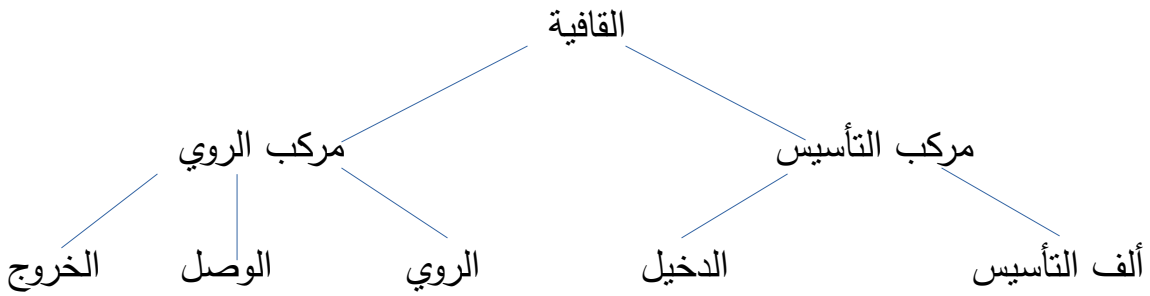 القافية
مركب التأسيس مركب الروي
ألف التأسيس الدخيل الروي الوصل الخروج